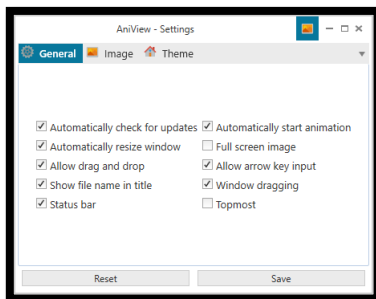 AniView - Settings
General Image Theme
Automatically check for updates Automatically start animation
Automatically resize window Full screen image
Allow drag and drop Allow arrow key input
Show file name in title Window dragging
Status bar Topmost
Reset Save